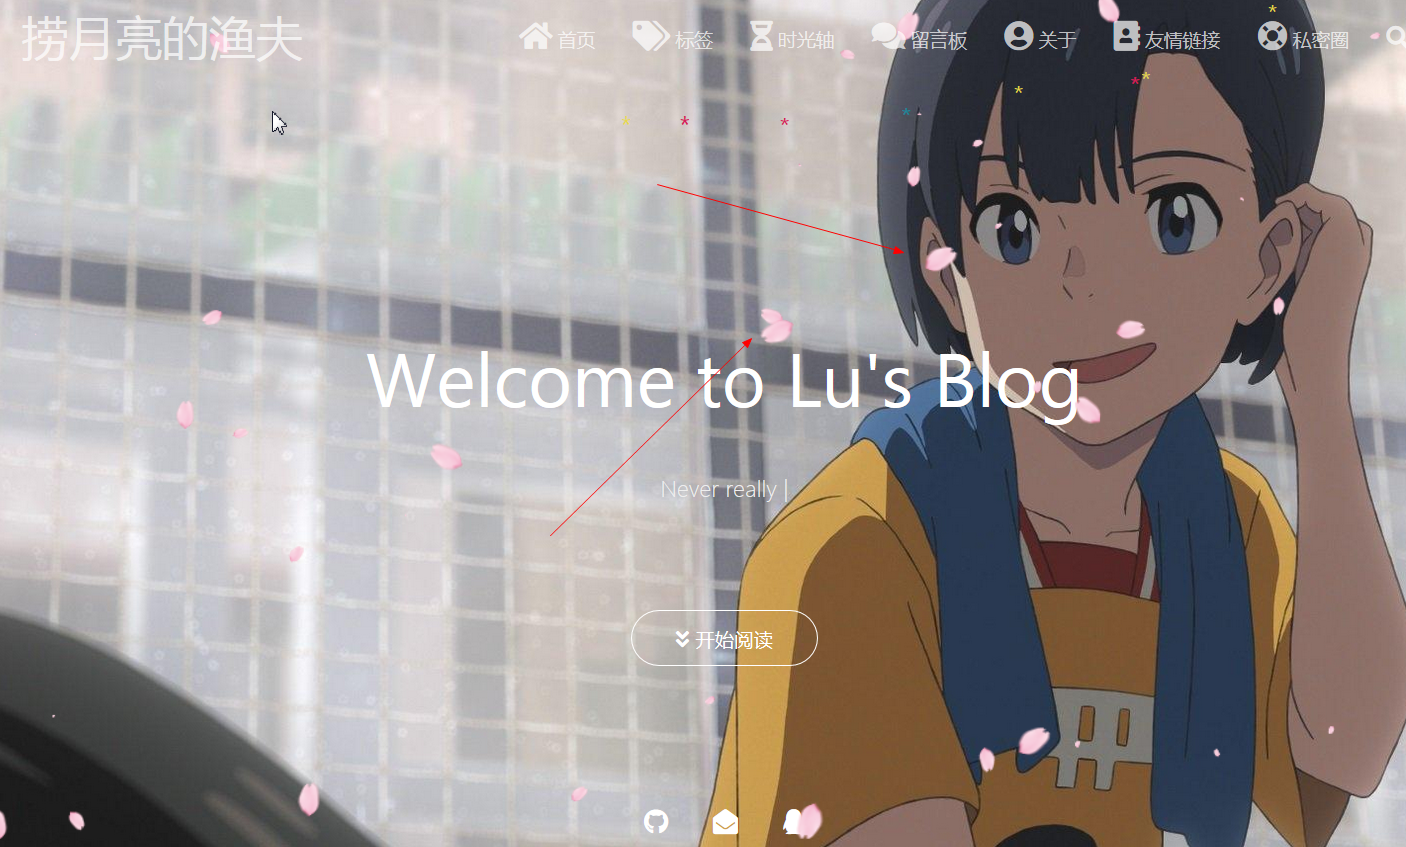 捞月亮的渔夫
首页 标签 时光轴 留言板 关于 友情链接 私密圈
Welcome to Lu's Blog
Never really |
开始阅读
井